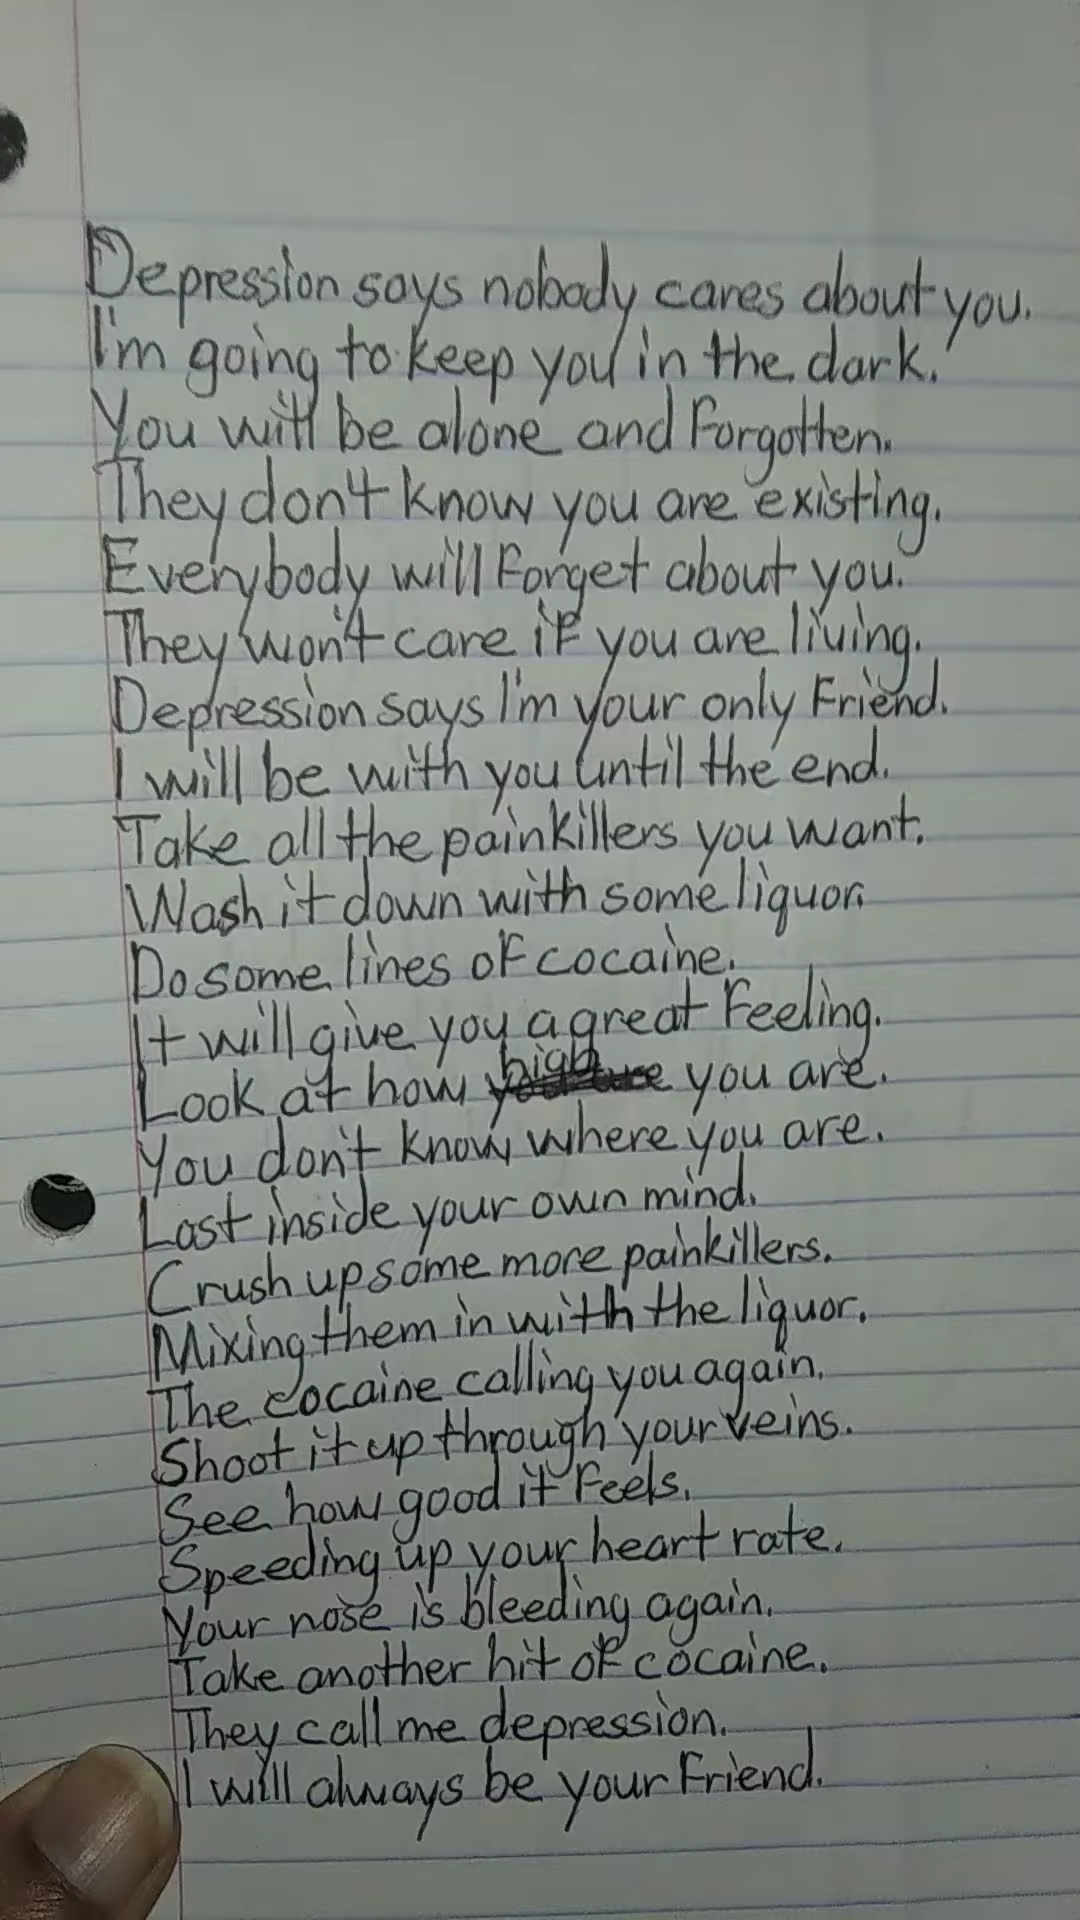 Depression says nobody cares about you.
I'm going to keep you in the dark.
You will be alone and forgotten.
They don't know you are existing.
Everybody will forget about you.
They won't care if you are living.
Depression says I'm your only friend.
I will be with you until the end.
Take all the painkillers you want.
Wash it down with some liquor.
Do some lines of cocaine.
It will give you a great feeling.
Look at how high you are.
You don't know where you are.
Lost inside your own mind.
Crush up some more painkillers.
Mixing them in with the liquor.
The cocaine calling you again.
Shoot it up through your veins.
See how good it feels.
Speeding up your heart rate.
Your nose is bleeding again.
Take another hit of cocaine.
They call me depression.
I will always be your friend.